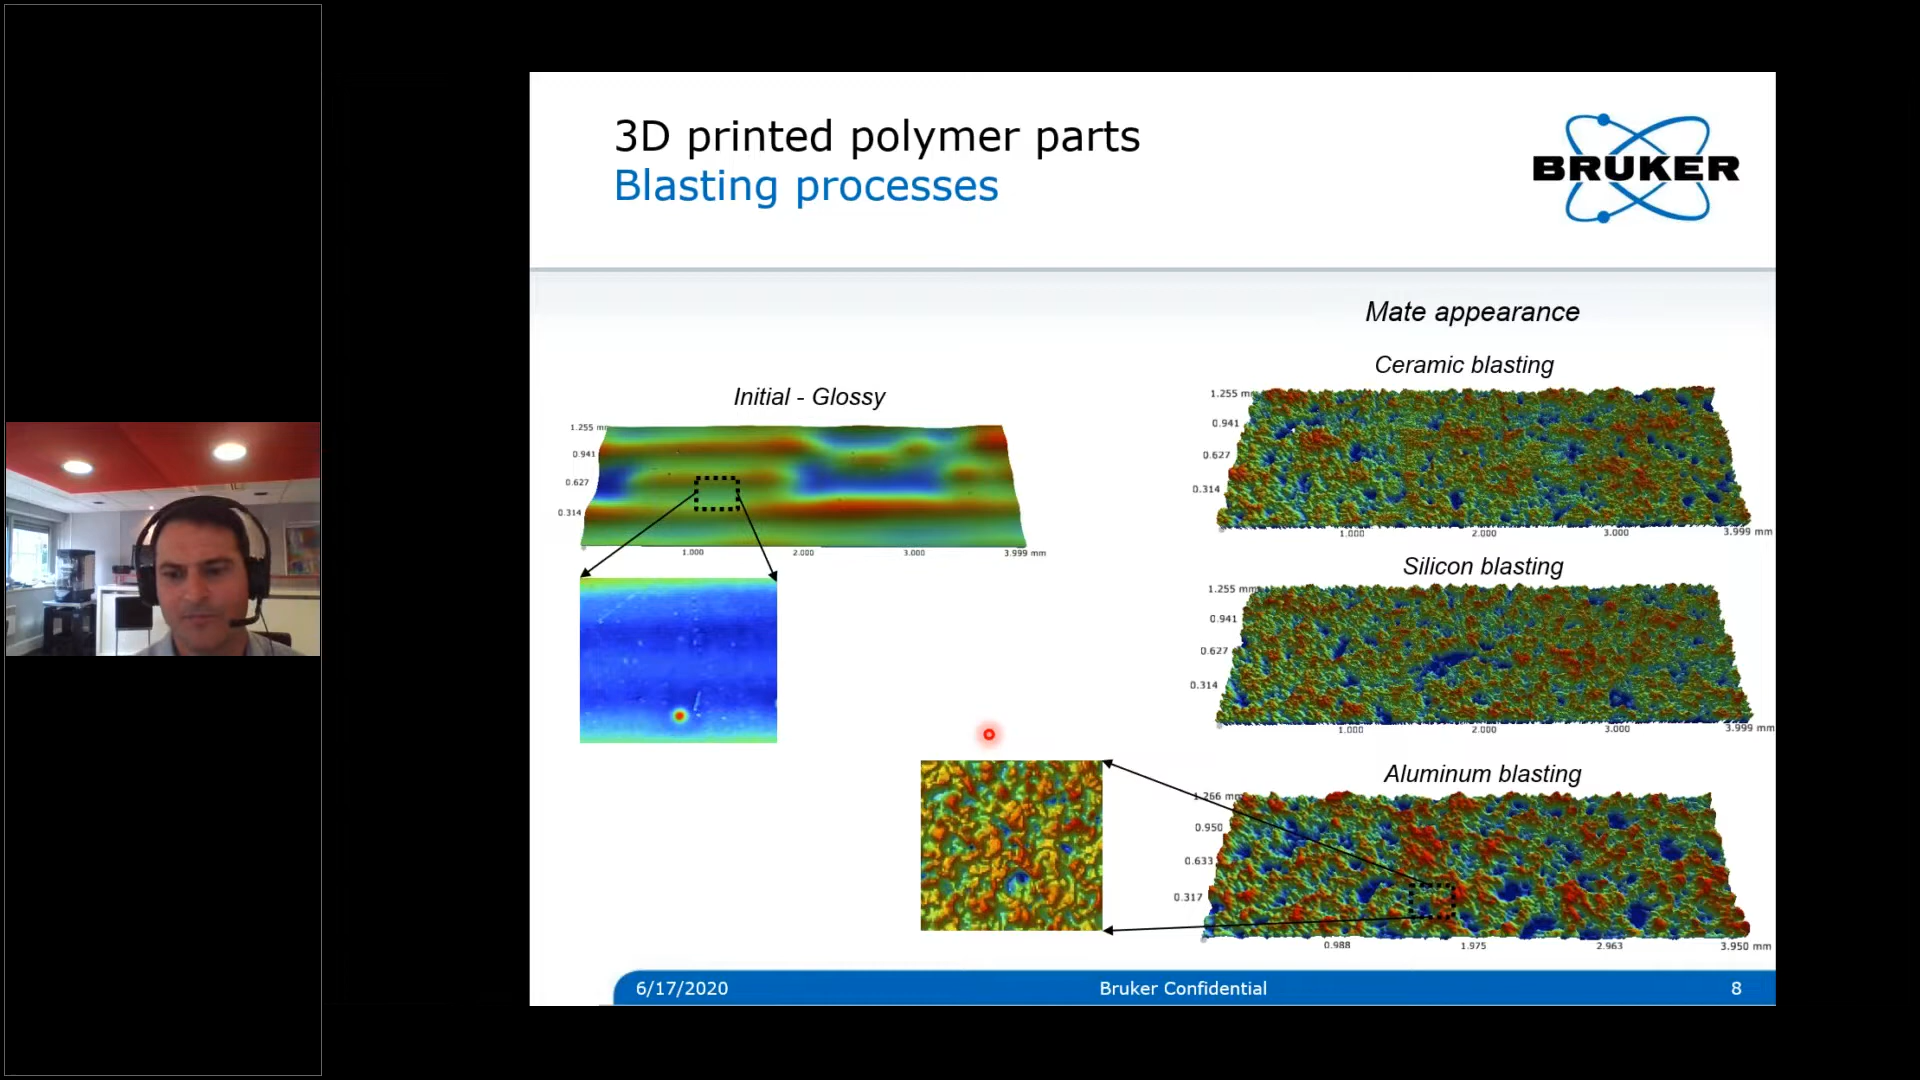 3D printed polymer parts
Blasting processes
BRUKER
Mate appearance
Ceramic blasting
1.255 mm
0.941
0.627
0.314
1.000
2.000
3.000
3.999 mm
Initial - Glossy
1.255 mm
0.941
0.627
0.314
1.000
2.000
3.000
3.999 mm
Silicon blasting
1.255 mm
0.941
0.627
0.314
1.000
2.000
3.000
3.999 mm
Aluminum blasting
1.266 mm
0.950
0.633
0.317
0.988
1.975
2.963
3.950 mm
6/17/2020
Bruker Confidential
8